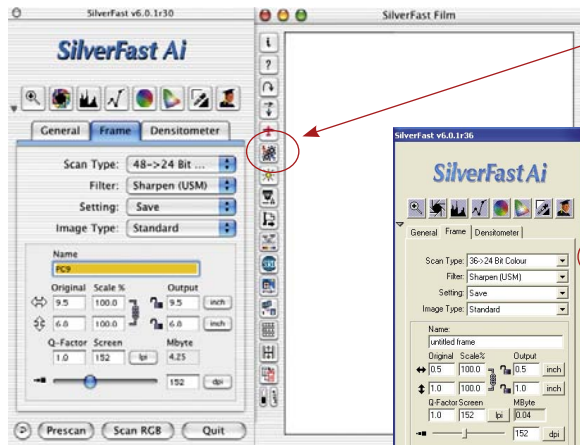 SilverFast v6.0.1r30
SilverFast Ai
General Frame Densitometer
Scan Type: 48->24 Bit ...
Filter: Sharpen (USM)
Setting: Save
Image Type: Standard
Name
PC9
Original Scale % Output
9.5 100.0 9.5 inch
6.0 100.0 6.0 inch
Q-Factor Screen Mbyte
1.0 152 lpi 4.25
152 dpi
Prescan Scan RGB Quit
SilverFast Film
SilverFast v6.0.1r36
SilverFast Ai
General Frame Densitometer
Scan Type: 36->24 Bit Colour
Filter: Sharpen (USM)
Setting: Save
Image Type: Standard
Name:
untitled frame
Original Scale% Output
0.5 100.0 0.5 inch
1.0 100.0 1.0 inch
Q-Factor Screen MByte
1.0 152 lpi 0.04
152 dpi